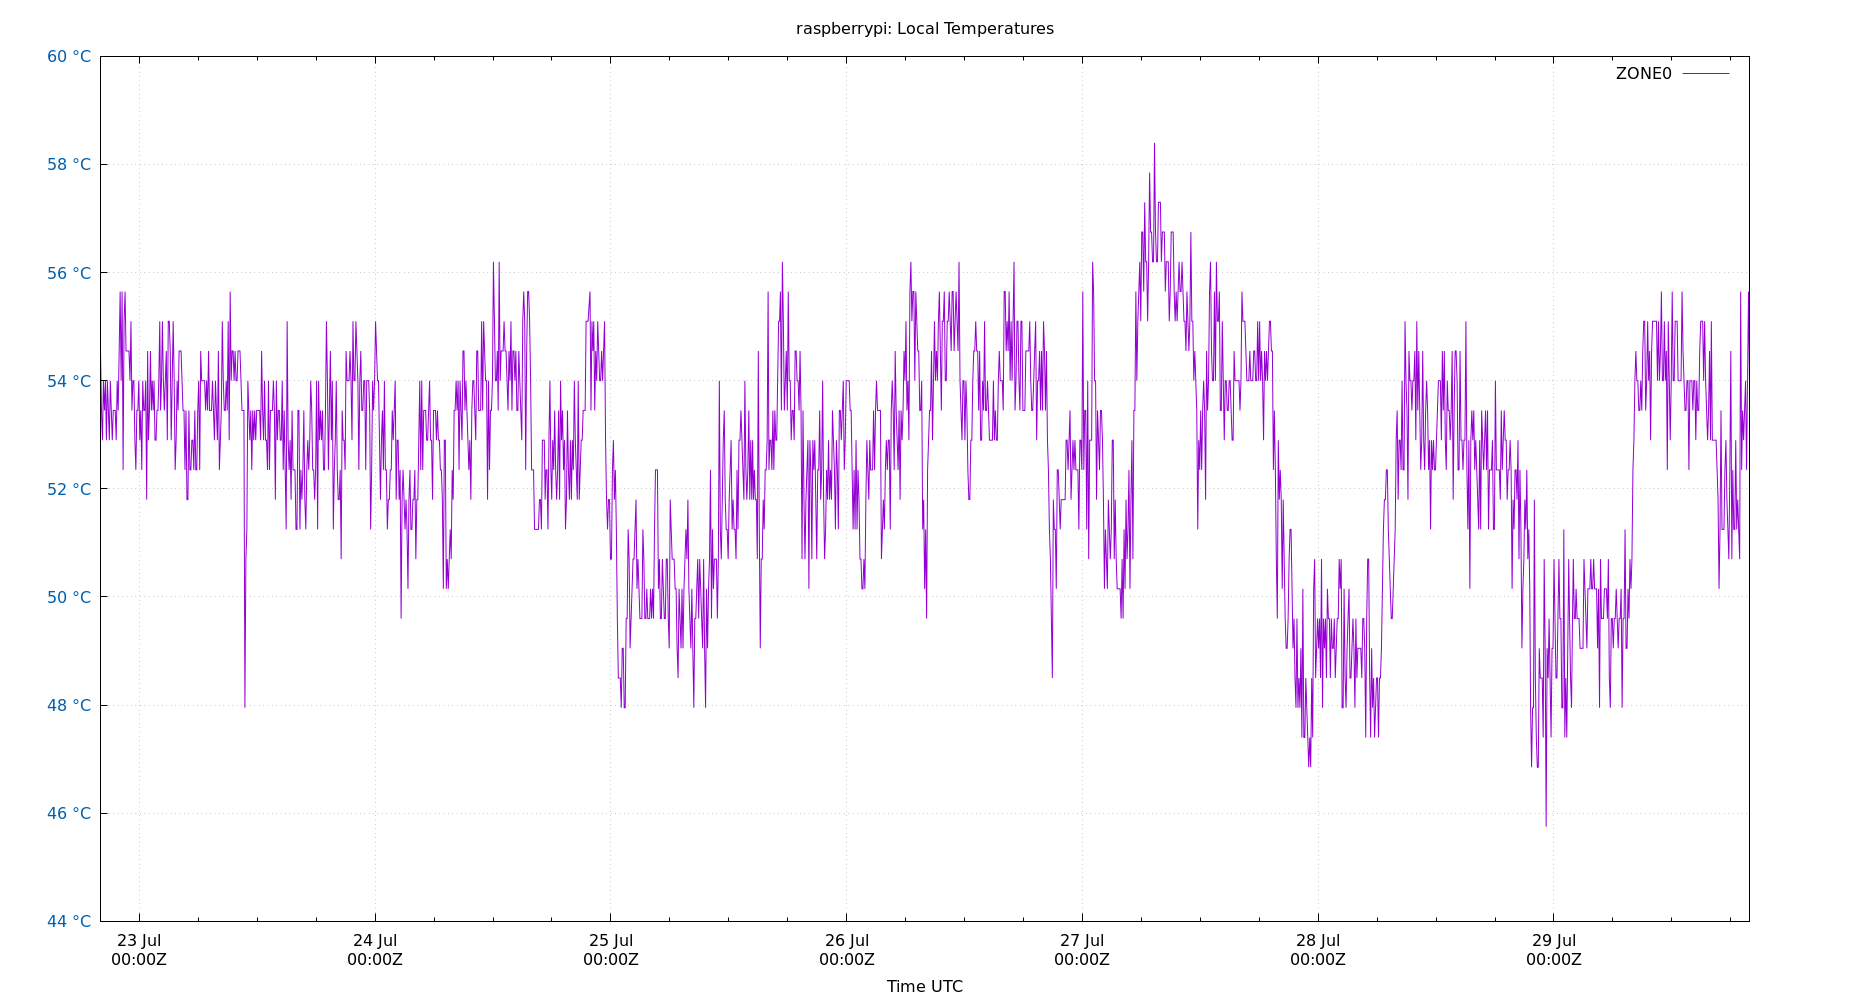 raspberrypi: Local Temperatures
ZONE0
60 °C
58 °C
56 °C
54 °C
52 °C
50 °C
48 °C
46 °C
44 °C
23 Jul 24 Jul 25 Jul 26 Jul 27 Jul 28 Jul 29 Jul
00:00Z 00:00Z 00:00Z 00:00Z 00:00Z 00:00Z 00:00Z
Time UTC